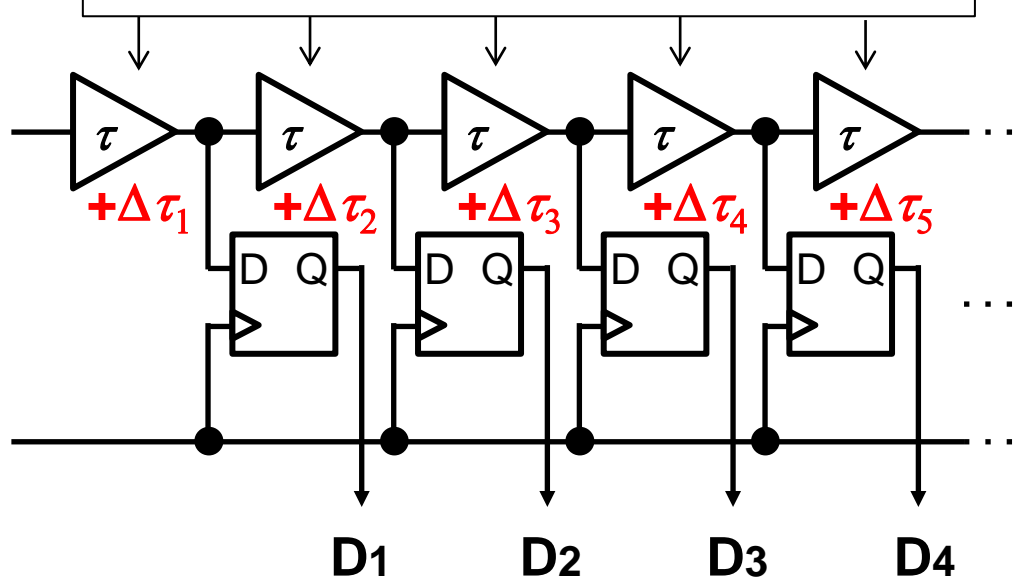 τ τ τ τ τ · · ·
+Δτ₁ +Δτ₂ +Δτ₃ +Δτ₄ +Δτ₅
D Q D Q D Q D Q
· · ·
· · ·
D1 D2 D3 D4